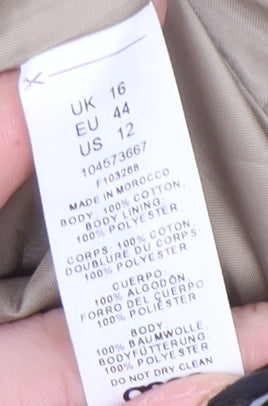 UK 16
EU 44
US 12
104573667
F103268
MADE IN MOROCCO
BODY: 100% COTTON,
BODY LINING:
100% POLYESTER
CORPS: 100% COTON,
DOUBLURE DU CORPS:
100% POLYESTER
CUERPO:
100% ALGODÓN,
FORRO DEL CUERPO:
100% POLIÉSTER
BODY:
100% BAUMWOLLE,
BODYFÜTTERUNG:
100% POLYESTER
DO NOT DRY CLEAN